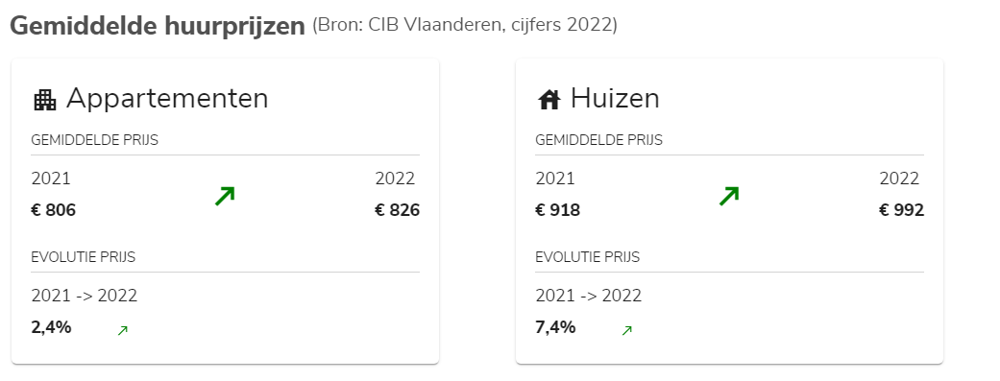 Gemiddelde huurprijzen (Bron: CIB Vlaanderen, cijfers 2022)
Appartementen
GEMIDDELDE PRIJS
2021 2022
€ 806 € 826
EVOLUTIE PRIJS
2021 -> 2022
2,4%
Huizen
GEMIDDELDE PRIJS
2021 2022
€ 918 € 992
EVOLUTIE PRIJS
2021 -> 2022
7,4%